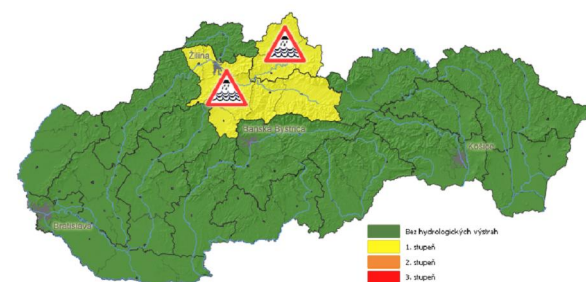 Žilina
Banská Bystrica
Košice
Bratislava
Bez hydrologických výstrah
1. stupeň
2. stupeň
3. stupeň